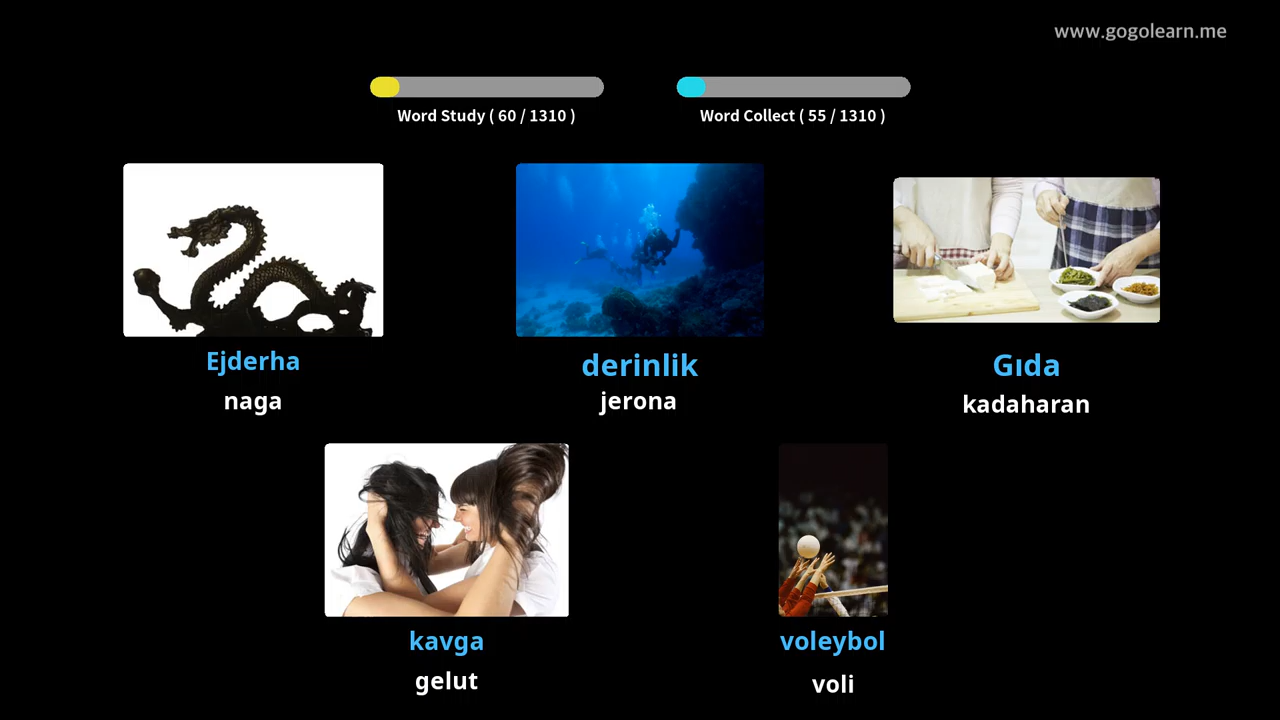 www.gogolearn.me
Word Study ( 60 / 1310 )
Word Collect ( 55 / 1310 )
Ejderha
naga
derinlik
jerona
Gıda
kadaharan
kavga
gelut
voleybol
voli